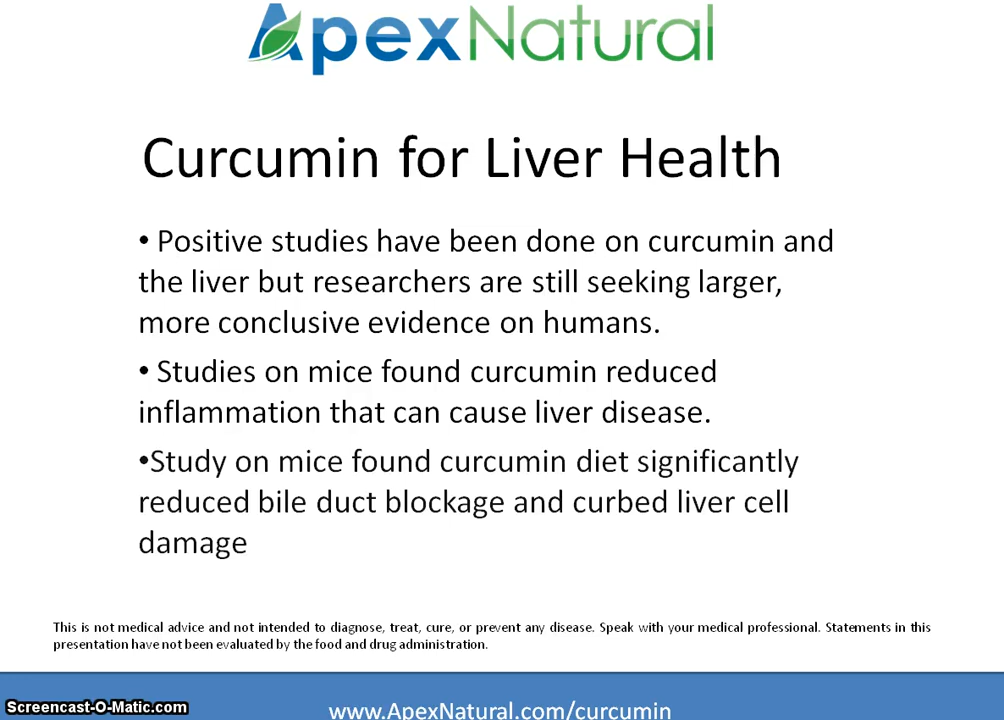 ApexNatural
Curcumin for Liver Health
• Positive studies have been done on curcumin and
the liver but researchers are still seeking larger,
more conclusive evidence on humans.
• Studies on mice found curcumin reduced
inflammation that can cause liver disease.
•Study on mice found curcumin diet significantly
reduced bile duct blockage and curbed liver cell
damage
This is not medical advice and not intended to diagnose, treat, cure, or prevent any disease. Speak with your medical professional. Statements in this
presentation have not been evaluated by the food and drug administration.
Screencast-O-Matic.com
www.ApexNatural.com/curcumin